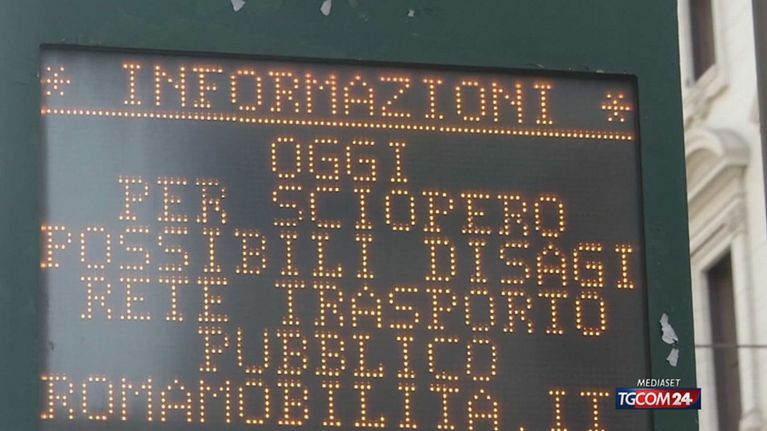 * INFORMAZIONI *
OGGI
PER SCIOPERO
POSSIBILI DISAGI
RETE TRASPORTO
PUBBLICO
ROMAMOBILITA.IT
MEDIASET
TGCOM24